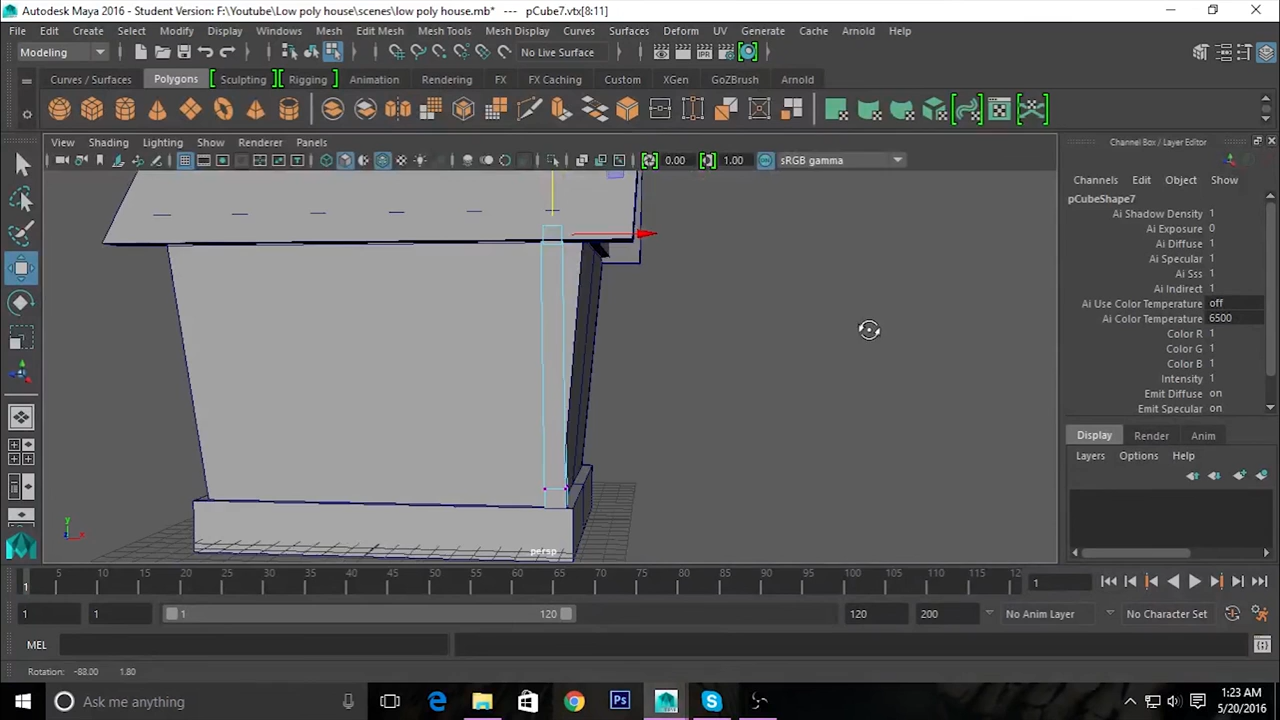 Autodesk Maya 2016 - Student Version: F:\Youtube\Low poly house\scenes\low poly house.mb* --- pCube7.vtx[8:11]
File Edit Create Select Modify Display Windows Mesh Edit Mesh Mesh Tools Mesh Display Curves Surfaces Deform UV Generate Cache Arnold Help
Modeling No Live Surface IPR
Curves / Surfaces Polygons Sculpting Rigging Animation Rendering FX FX Caching Custom XGen GoZBrush Arnold
View Shading Lighting Show Renderer Panels
0.00 1.00 sRGB gamma
Channel Box / Layer Editor
Channels Edit Object Show
pCubeShape7
Ai Shadow Density 1
Ai Exposure 0
Ai Diffuse 1
Ai Specular 1
Ai Sss 1
Ai Indirect 1
Ai Use Color Temperature off
Ai Color Temperature 6500
Color R 1
Color G 1
Color B 1
Intensity 1
Emit Diffuse on
Emit Specular on
Display Render Anim
Layers Options Help
y
x
persp
1 5 10 15 20 25 30 35 40 45 50 55 60 65 70 75 80 85 90 95 100 105 110 115 12 1
1 1 1 120 120 200 No Anim Layer No Character Set
MEL
Rotation: -83.00 1.80
Ask me anything
Ps
1:23 AM
5/20/2016